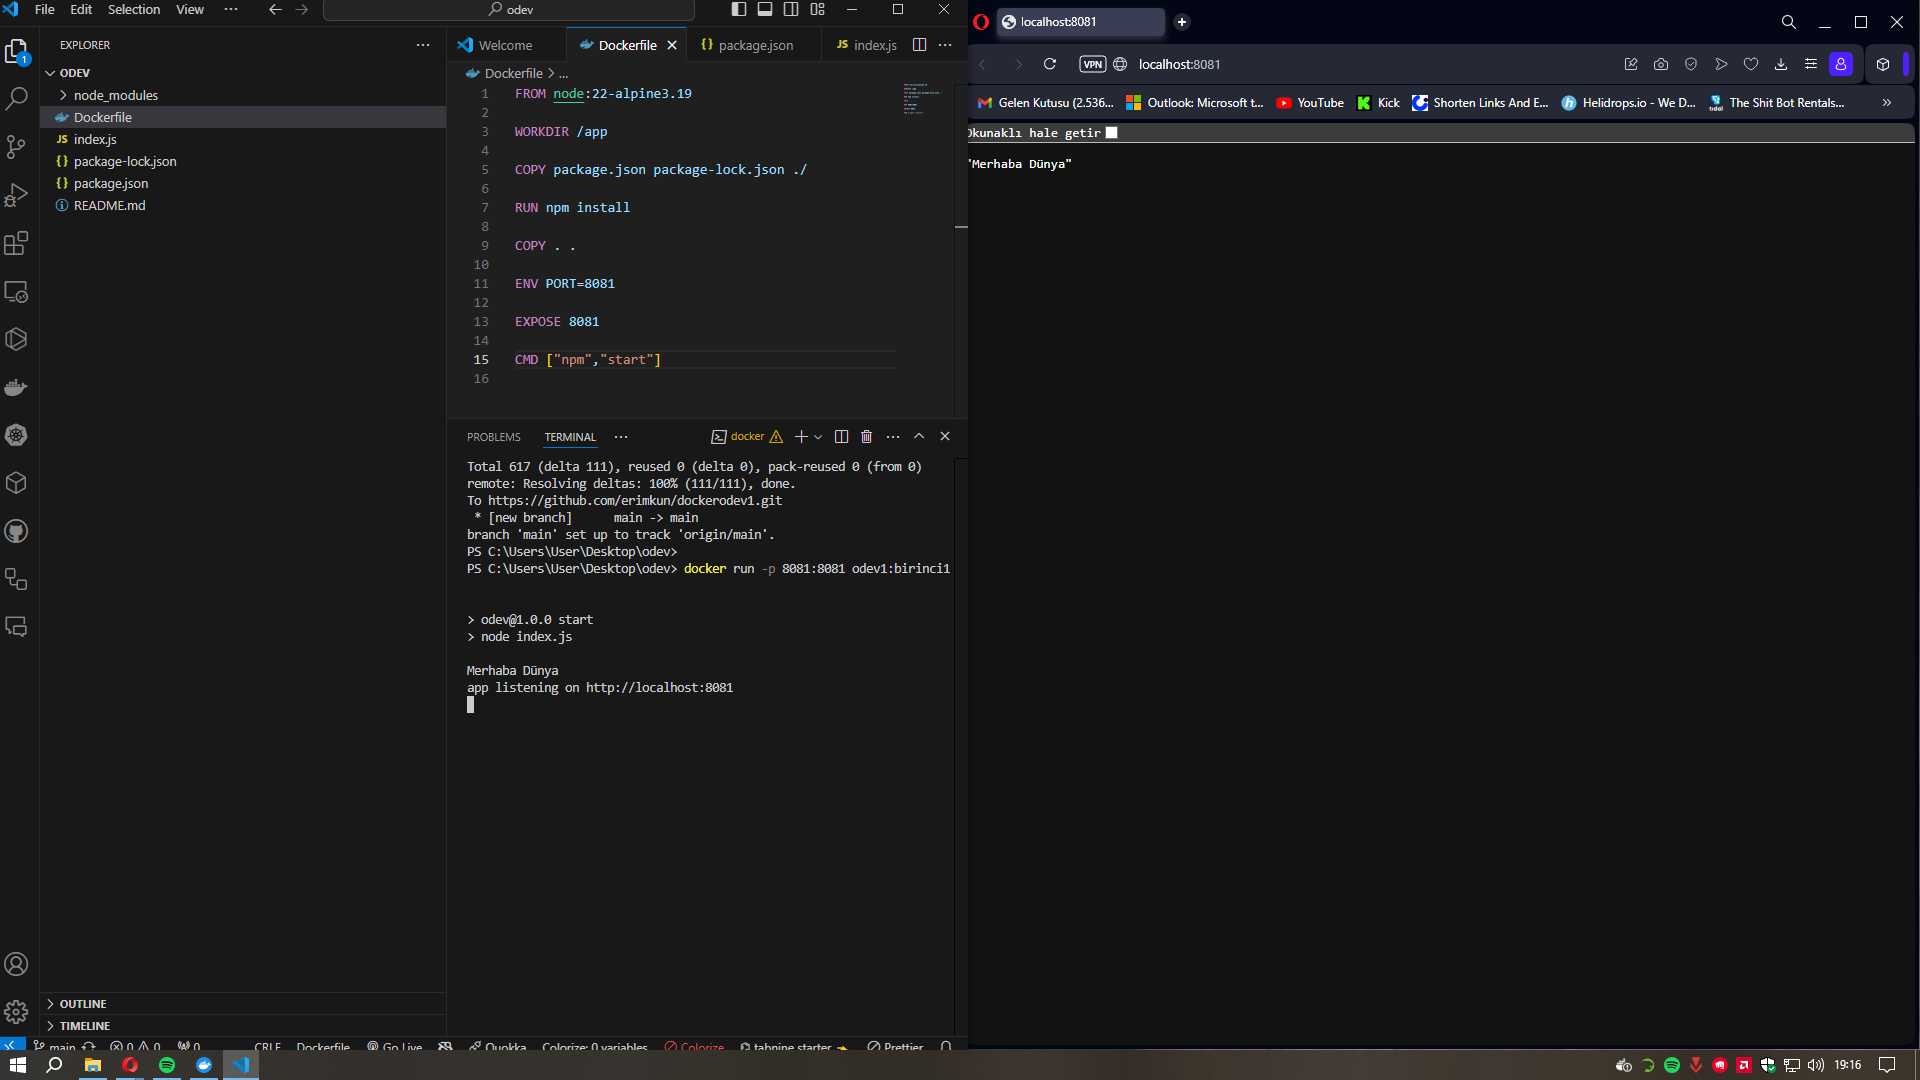 File Edit Selection View ··· odev
EXPLORER
ODEV
node_modules
Dockerfile
JS index.js
{} package-lock.json
{} package.json
README.md
OUTLINE
TIMELINE
1
Welcome Dockerfile {} package.json JS index.js
Dockerfile > ...
1 FROM node:22-alpine3.19
2
3 WORKDIR /app
4
5 COPY package.json package-lock.json ./
6
7 RUN npm install
8
9 COPY . .
10
11 ENV PORT=8081
12
13 EXPOSE 8081
14
15 CMD ["npm","start"]
16
PROBLEMS TERMINAL ··· docker
Total 617 (delta 111), reused 0 (delta 0), pack-reused 0 (from 0)
remote: Resolving deltas: 100% (111/111), done.
To https://github.com/erimkun/dockerodev1.git
* [new branch] main -> main
branch 'main' set up to track 'origin/main'.
PS C:\Users\User\Desktop\odev>
PS C:\Users\User\Desktop\odev> docker run -p 8081:8081 odev1:birinci1
> odev@1.0.0 start
> node index.js
Merhaba Dünya
app listening on http://localhost:8081
main 0 0 0 CRLF Dockerfile Go Live Quokka Colorize: 0 variables Colorize tabnine starter Prettier
localhost:8081
VPN localhost:8081
Gelen Kutusu (2.536... Outlook: Microsoft t... YouTube Kick Shorten Links And E... Helidrops.io - We D... The Shit Bot Rentals... »
Okunaklı hale getir
"Merhaba Dünya"
19:16